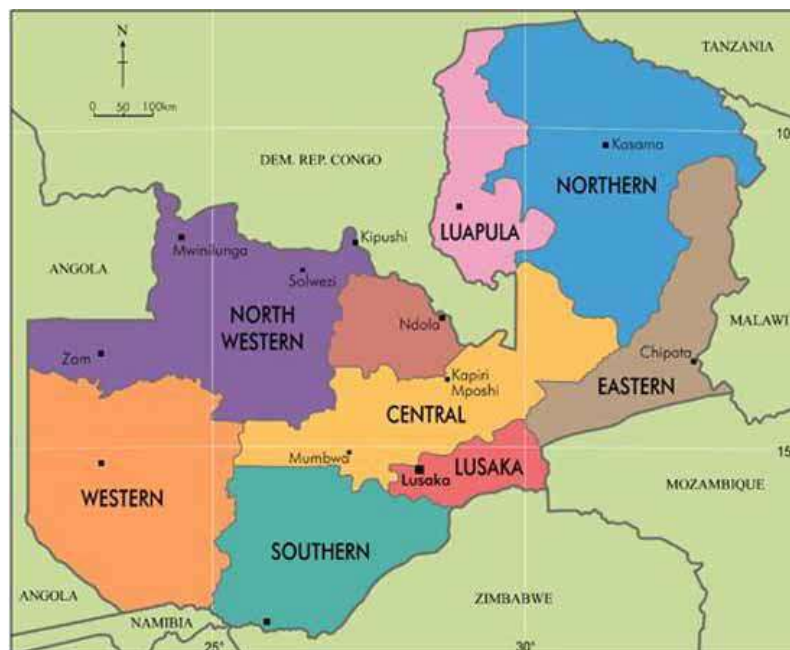 N
0 50 100km
TANZANIA
10
DEM. REP. CONGO
Kasama
NORTHERN
LUAPULA
Mwinilunga
Kipushi
ANGOLA
Solwezi
NORTH
WESTERN
Ndola
MALAWI
Zam
Chipata
Kapiri
Mposhi
EASTERN
CENTRAL
15
Mumbwa
LUSAKA
Lusaka
WESTERN
MOZAMBIQUE
SOUTHERN
ANGOLA
ZIMBABWE
NAMIBIA
25°
30°